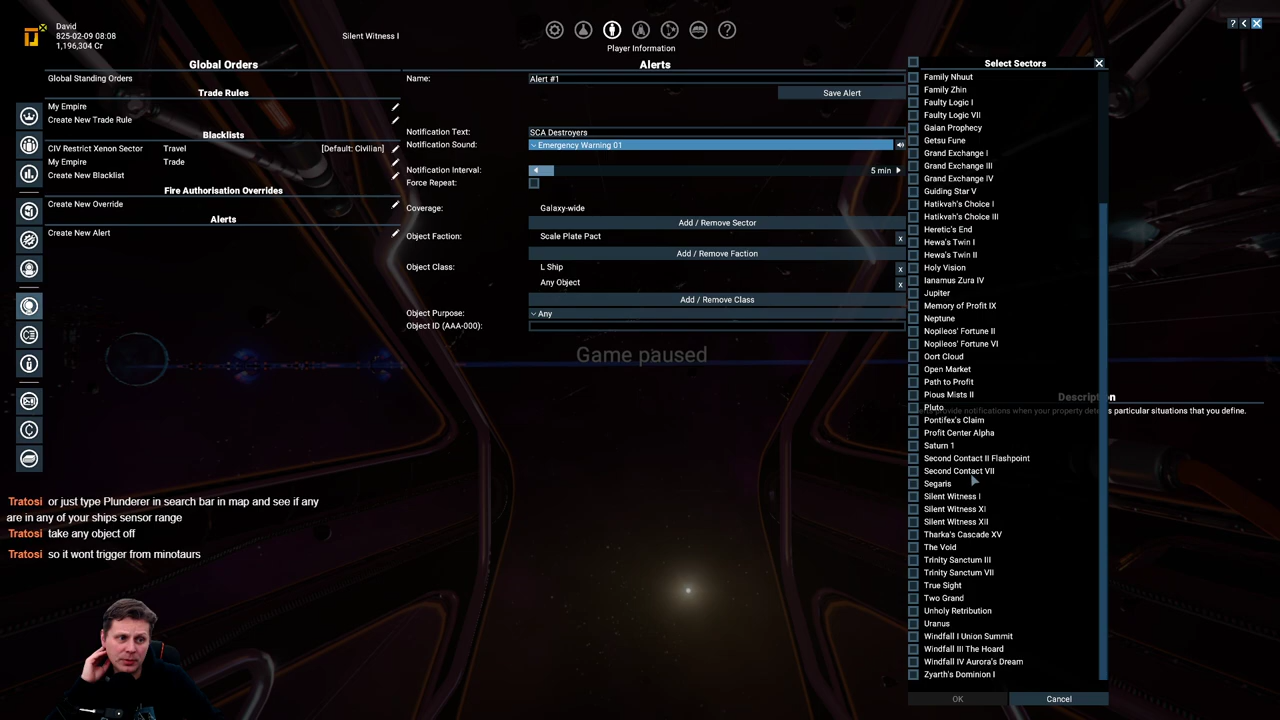 David
825-02-09 08:08
1,196,304 Cr
Silent Witness I
Player Information
?
Global Orders
Global Standing Orders
Trade Rules
My Empire
Create New Trade Rule
Blacklists
CIV Restrict Xenon Sector Travel [Default: Civilian]
My Empire Trade
Create New Blacklist
Fire Authorisation Overrides
Create New Override
Alerts
Create New Alert
Alerts
Name: Alert #1
Save Alert
Notification Text: SCA Destroyers
Notification Sound: Emergency Warning 01
Notification Interval: 5 min
Force Repeat:
Coverage: Galaxy-wide
Add / Remove Sector
Object Faction: Scale Plate Pact x
Add / Remove Faction
Object Class: L Ship x
Any Object x
Add / Remove Class
Object Purpose: Any
Object ID (AAA-000):
Game paused
Select Sectors
Family Nhuut
Family Zhin
Faulty Logic I
Faulty Logic VII
Gaian Prophecy
Getsu Fune
Grand Exchange I
Grand Exchange III
Grand Exchange IV
Guiding Star V
Hatikvah's Choice I
Hatikvah's Choice III
Heretic's End
Hewa's Twin I
Hewa's Twin II
Holy Vision
Ianamus Zura IV
Jupiter
Memory of Profit IX
Neptune
Nopileos' Fortune II
Nopileos' Fortune VI
Oort Cloud
Open Market
Path to Profit
Pious Mists II
Pluto
Pontifex's Claim
Profit Center Alpha
Saturn 1
Second Contact II Flashpoint
Second Contact VII
Segaris
Silent Witness I
Silent Witness XI
Silent Witness XII
Tharka's Cascade XV
The Void
Trinity Sanctum III
Trinity Sanctum VII
True Sight
Two Grand
Unholy Retribution
Uranus
Windfall I Union Summit
Windfall III The Hoard
Windfall IV Aurora's Dream
Zyarth's Dominion I
OK Cancel
Description
provide notifications when your property detects particular situations that you define.
Tratosi or just type Plunderer in search bar in map and see if any
are in any of your ships sensor range
Tratosi take any object off
Tratosi so it wont trigger from minotaurs